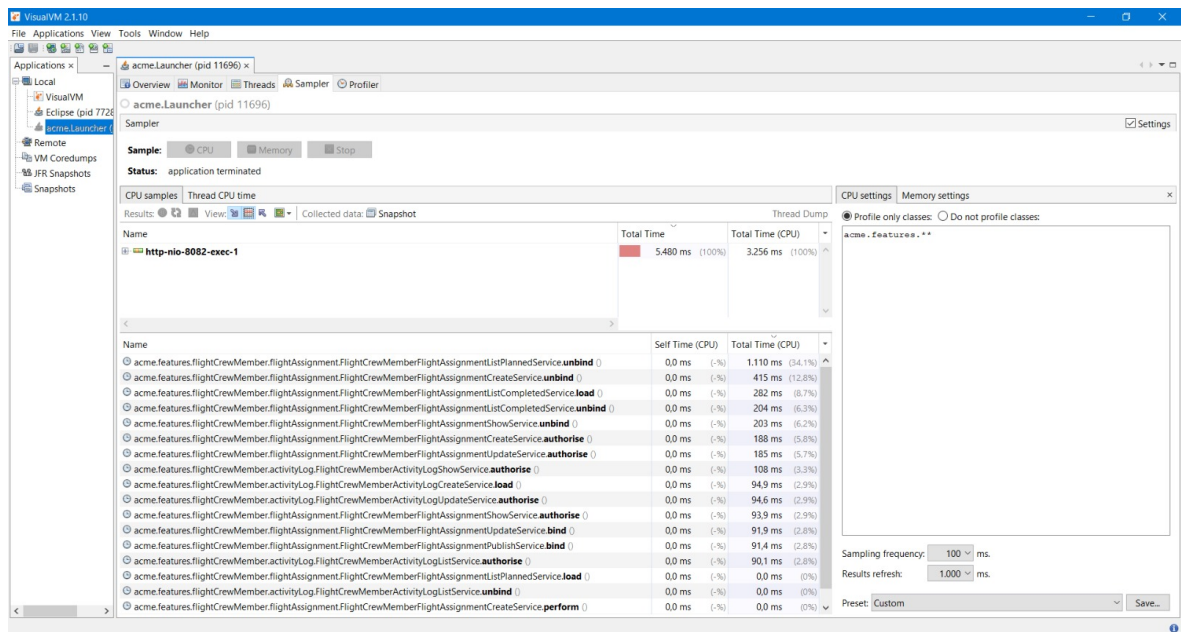 VisualVM 2.1.10
File Applications View Tools Window Help
Applications ×
acme.Launcher (pid 11696) ×
Local
VisualVM
Eclipse (pid 7728
acme.Launcher (
Remote
VM Coredumps
JFR Snapshots
Snapshots
Overview Monitor Threads Sampler Profiler
acme.Launcher (pid 11696)
Sampler Settings
Sample: CPU Memory Stop
Status: application terminated
CPU samples Thread CPU time
Results: View: Collected data: Snapshot Thread Dump
Name Total Time Total Time (CPU)
http-nio-8082-exec-1 5.480 ms (100%) 3.256 ms (100%)
Name Self Time (CPU) Total Time (CPU)
acme.features.flightCrewMember.flightAssignment.FlightCrewMemberFlightAssignmentListPlannedService.unbind () 0,0 ms (-%) 1.110 ms (34.1%)
acme.features.flightCrewMember.flightAssignment.FlightCrewMemberFlightAssignmentCreateService.unbind () 0,0 ms (-%) 415 ms (12.8%)
acme.features.flightCrewMember.flightAssignment.FlightCrewMemberFlightAssignmentListCompletedService.load () 0,0 ms (-%) 282 ms (8.7%)
acme.features.flightCrewMember.flightAssignment.FlightCrewMemberFlightAssignmentListCompletedService.unbind () 0,0 ms (-%) 204 ms (6.3%)
acme.features.flightCrewMember.flightAssignment.FlightCrewMemberFlightAssignmentShowService.unbind () 0,0 ms (-%) 203 ms (6.2%)
acme.features.flightCrewMember.flightAssignment.FlightCrewMemberFlightAssignmentCreateService.authorise () 0,0 ms (-%) 188 ms (5.8%)
acme.features.flightCrewMember.flightAssignment.FlightCrewMemberFlightAssignmentUpdateService.authorise () 0,0 ms (-%) 185 ms (5.7%)
acme.features.flightCrewMember.activityLog.FlightCrewMemberActivityLogShowService.authorise () 0,0 ms (-%) 108 ms (3.3%)
acme.features.flightCrewMember.activityLog.FlightCrewMemberActivityLogCreateService.load () 0,0 ms (-%) 94,9 ms (2.9%)
acme.features.flightCrewMember.activityLog.FlightCrewMemberActivityLogUpdateService.authorise () 0,0 ms (-%) 94,6 ms (2.9%)
acme.features.flightCrewMember.flightAssignment.FlightCrewMemberFlightAssignmentShowService.authorise () 0,0 ms (-%) 93,9 ms (2.9%)
acme.features.flightCrewMember.flightAssignment.FlightCrewMemberFlightAssignmentUpdateService.bind () 0,0 ms (-%) 91,9 ms (2.8%)
acme.features.flightCrewMember.flightAssignment.FlightCrewMemberFlightAssignmentPublishService.bind () 0,0 ms (-%) 91,4 ms (2.8%)
acme.features.flightCrewMember.activityLog.FlightCrewMemberActivityLogListService.authorise () 0,0 ms (-%) 90,1 ms (2.8%)
acme.features.flightCrewMember.flightAssignment.FlightCrewMemberFlightAssignmentListPlannedService.load () 0,0 ms (-%) 0,0 ms (0%)
acme.features.flightCrewMember.activityLog.FlightCrewMemberActivityLogListService.unbind () 0,0 ms (-%) 0,0 ms (0%)
acme.features.flightCrewMember.flightAssignment.FlightCrewMemberFlightAssignmentCreateService.perform () 0,0 ms (-%) 0,0 ms (0%)
CPU settings Memory settings ×
Profile only classes: Do not profile classes:
acme.features.**
Sampling frequency: 100 ms.
Results refresh: 1.000 ms.
Preset: Custom Save...